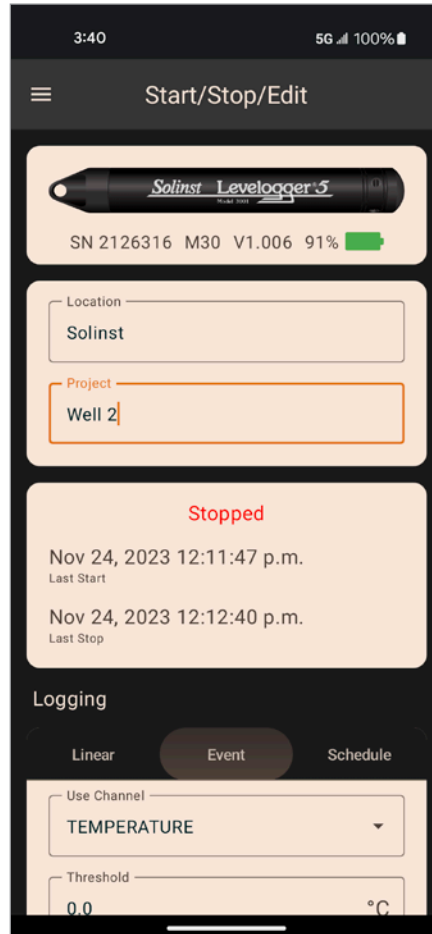 3:40
5G 100%
Start/Stop/Edit
Solinst Levelogger 5
Model 3001
SN 2126316 M30 V1.006 91%
Location
Solinst
Project
Well 2
Stopped
Nov 24, 2023 12:11:47 p.m.
Last Start
Nov 24, 2023 12:12:40 p.m.
Last Stop
Logging
Linear
Event
Schedule
Use Channel
TEMPERATURE
Threshold
0.0
°C